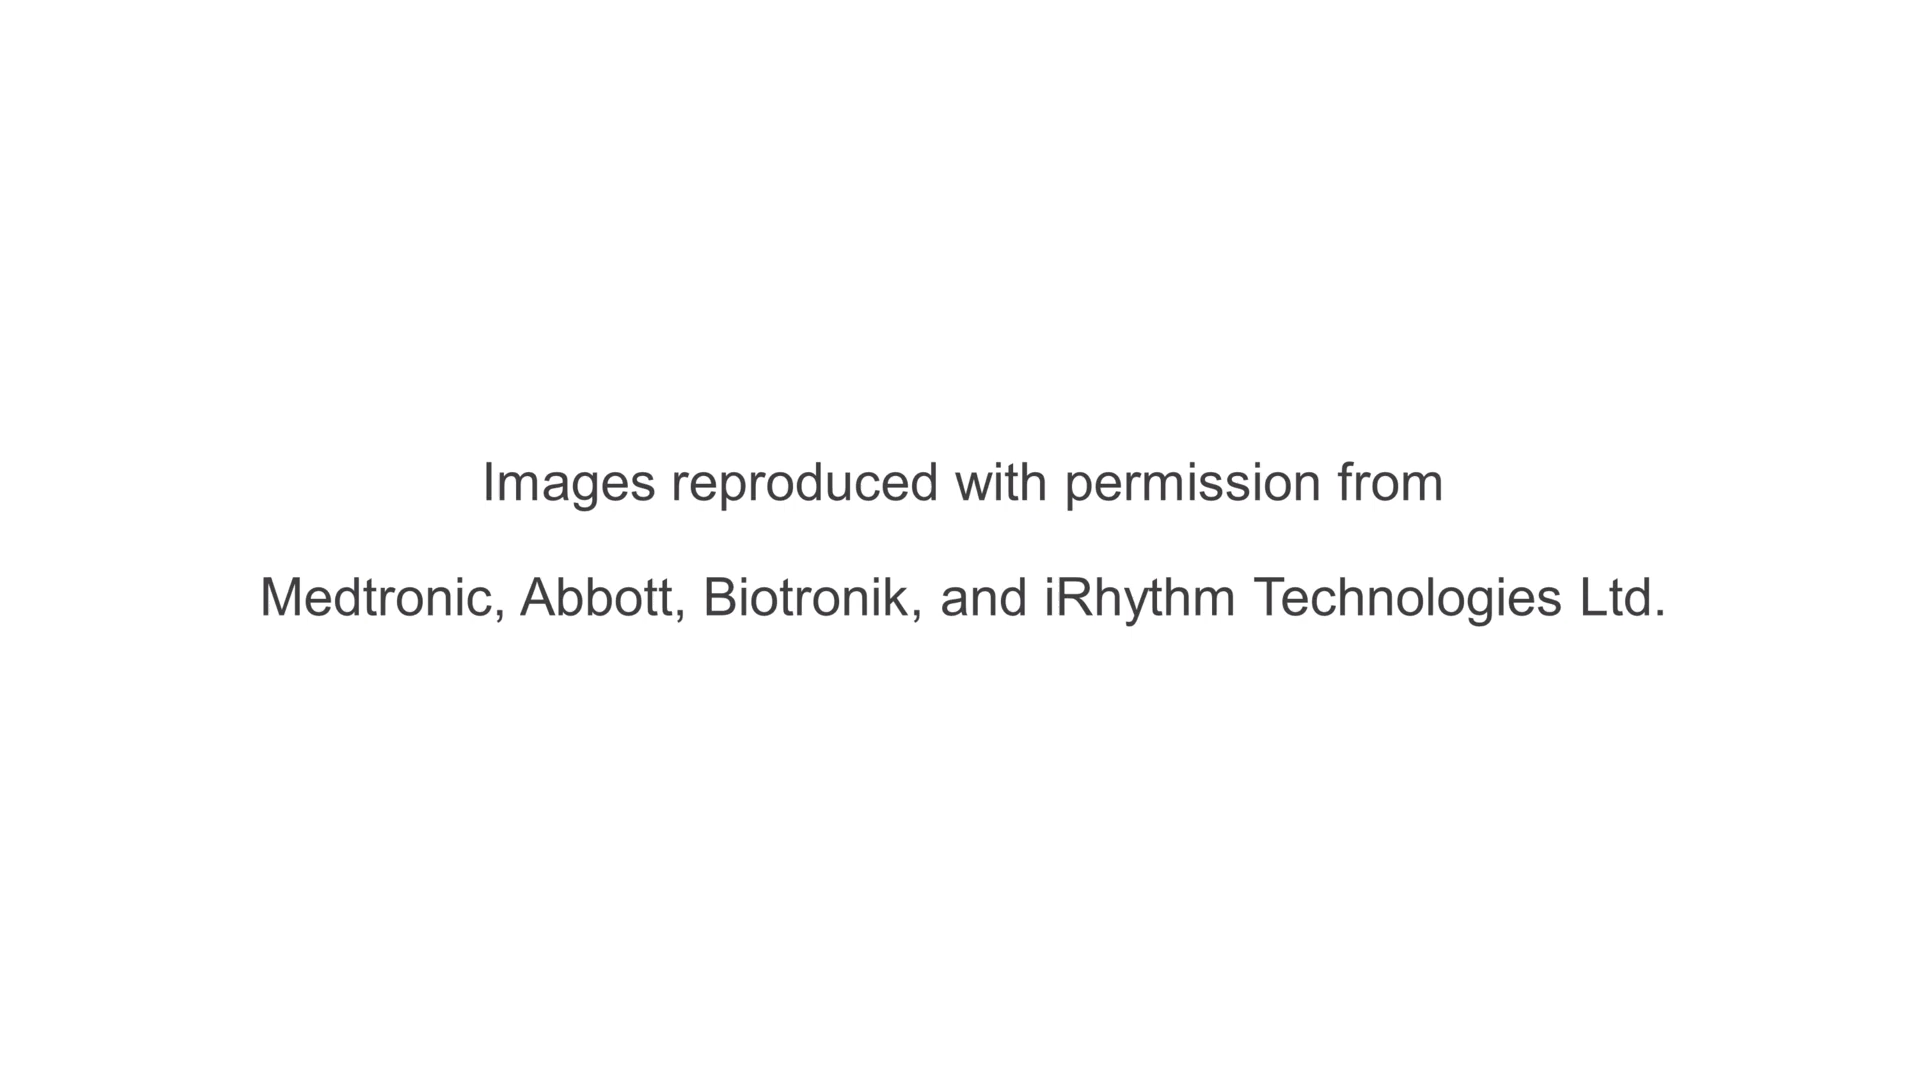 Images reproduced with permission from
Medtronic, Abbott, Biotronik, and iRhythm Technologies Ltd.